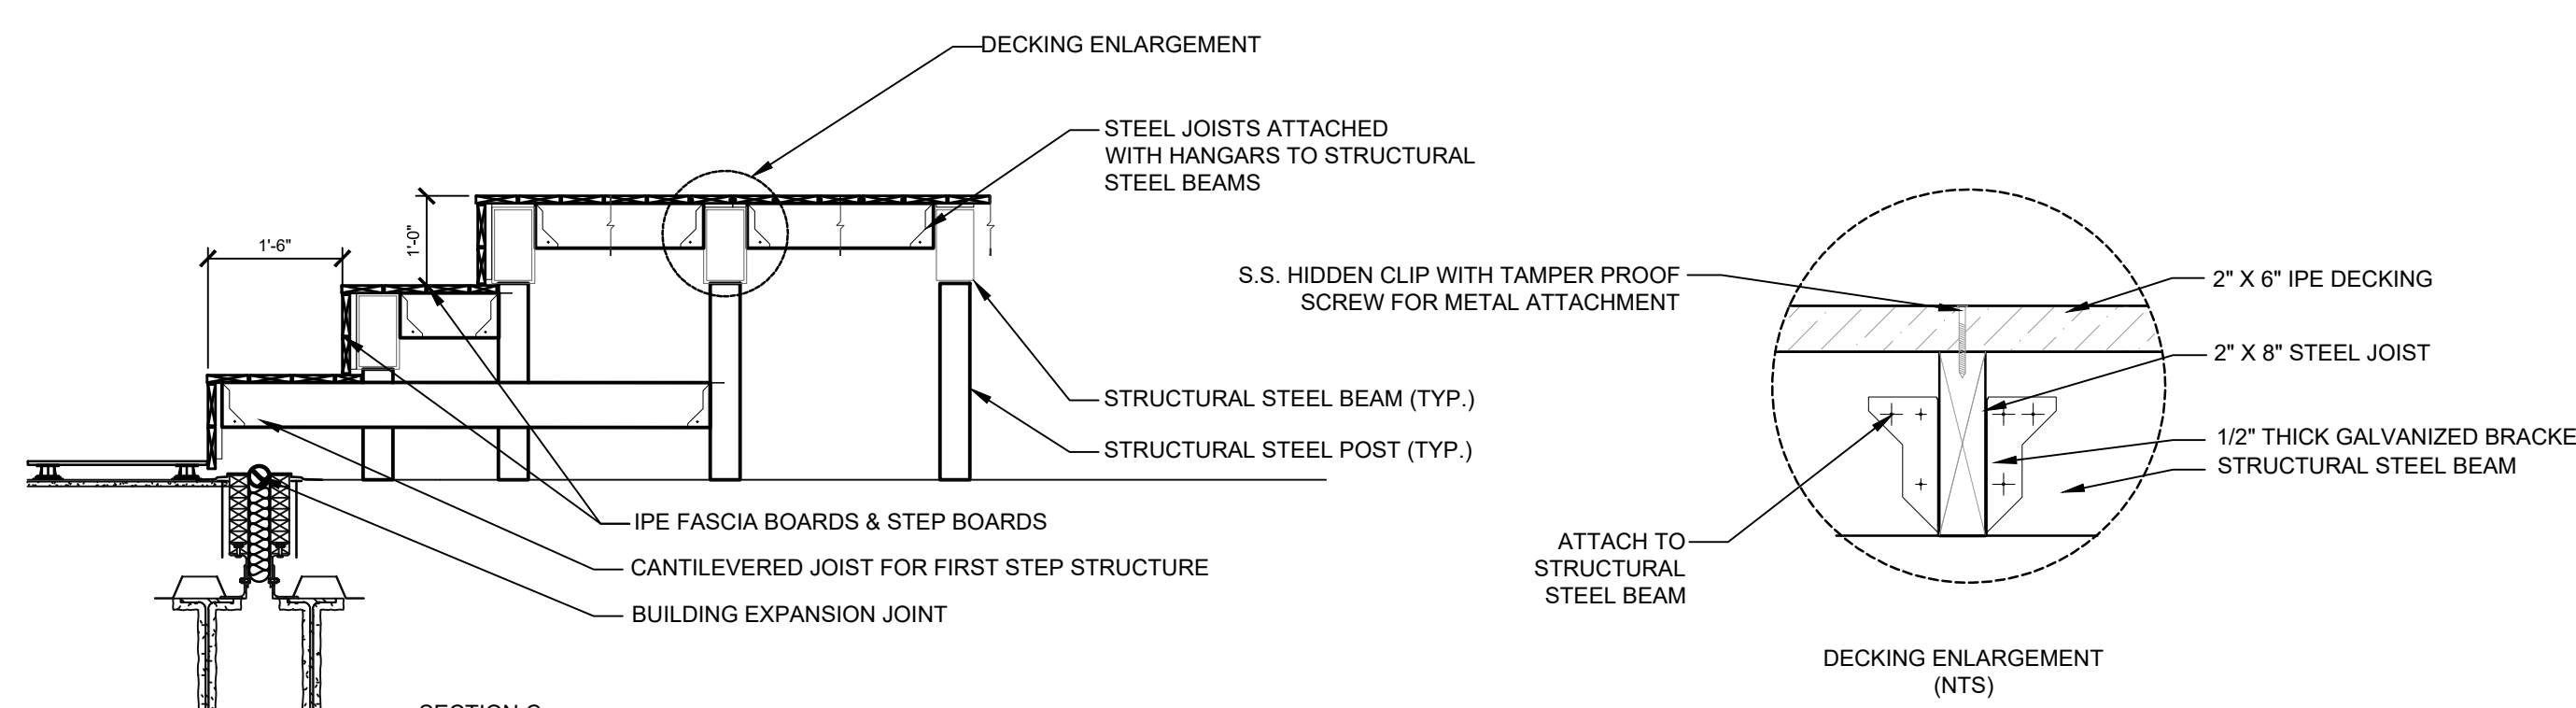 DECKING ENLARGEMENT
STEEL JOISTS ATTACHED
WITH HANGARS TO STRUCTURAL
STEEL BEAMS
1'-6"
1'-0"
STRUCTURAL STEEL BEAM (TYP.)
STRUCTURAL STEEL POST (TYP.)
IPE FASCIA BOARDS & STEP BOARDS
CANTILEVERED JOIST FOR FIRST STEP STRUCTURE
BUILDING EXPANSION JOINT
SECTION C
S.S. HIDDEN CLIP WITH TAMPER PROOF
SCREW FOR METAL ATTACHMENT
2" X 6" IPE DECKING
2" X 8" STEEL JOIST
1/2" THICK GALVANIZED BRACKE
STRUCTURAL STEEL BEAM
ATTACH TO
STRUCTURAL
STEEL BEAM
DECKING ENLARGEMENT
(NTS)